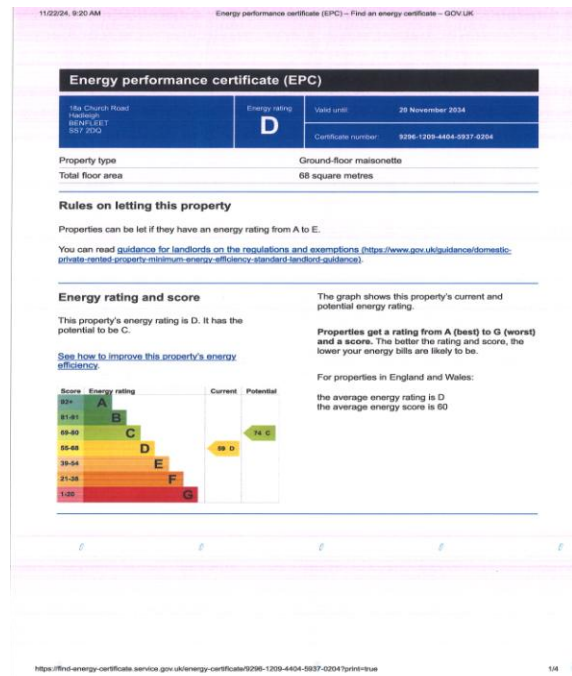 11/22/24, 9:20 AM
Energy performance certificate (EPC) – Find an energy certificate – GOV.UK
Energy performance certificate (EPC)
18a Church Road
Hadleigh
BENFLEET
SS7 2DQ
Energy rating
D
Valid until: 20 November 2034
Certificate number: 9296-1209-4404-5937-0204
Property type Ground-floor maisonette
Total floor area 68 square metres
Rules on letting this property
Properties can be let if they have an energy rating from A to E.
You can read guidance for landlords on the regulations and exemptions (https://www.gov.uk/guidance/domestic-
private-rented-property-minimum-energy-efficiency-standard-landlord-guidance).
Energy rating and score
This property's energy rating is D. It has the
potential to be C.
See how to improve this property's energy
efficiency.
Score Energy rating Current Potential
92+ A
81-91 B
69-80 C 74 C
55-68 D 59 D
39-54 E
21-38 F
1-20 G
The graph shows this property's current and
potential energy rating.
Properties get a rating from A (best) to G (worst)
and a score. The better the rating and score, the
lower your energy bills are likely to be.
For properties in England and Wales:
the average energy rating is D
the average energy score is 60
https://find-energy-certificate.service.gov.uk/energy-certificate/9296-1209-4404-5937-0204?print=true
1/4